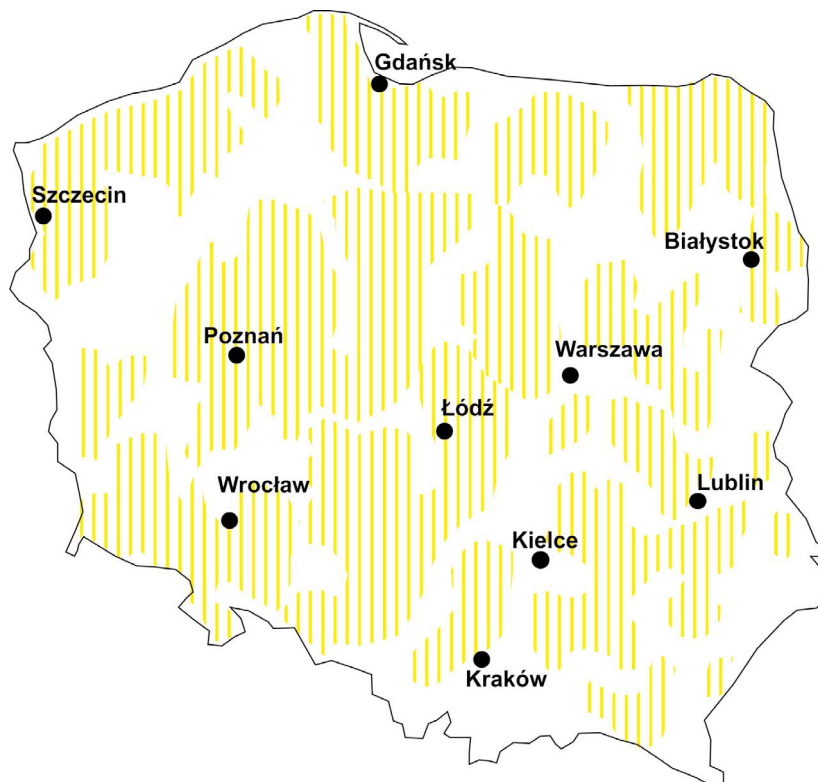 Gdańsk
Szczecin
Białystok
Poznań
Warszawa
Łódź
Wrocław
Lublin
Kielce
Kraków